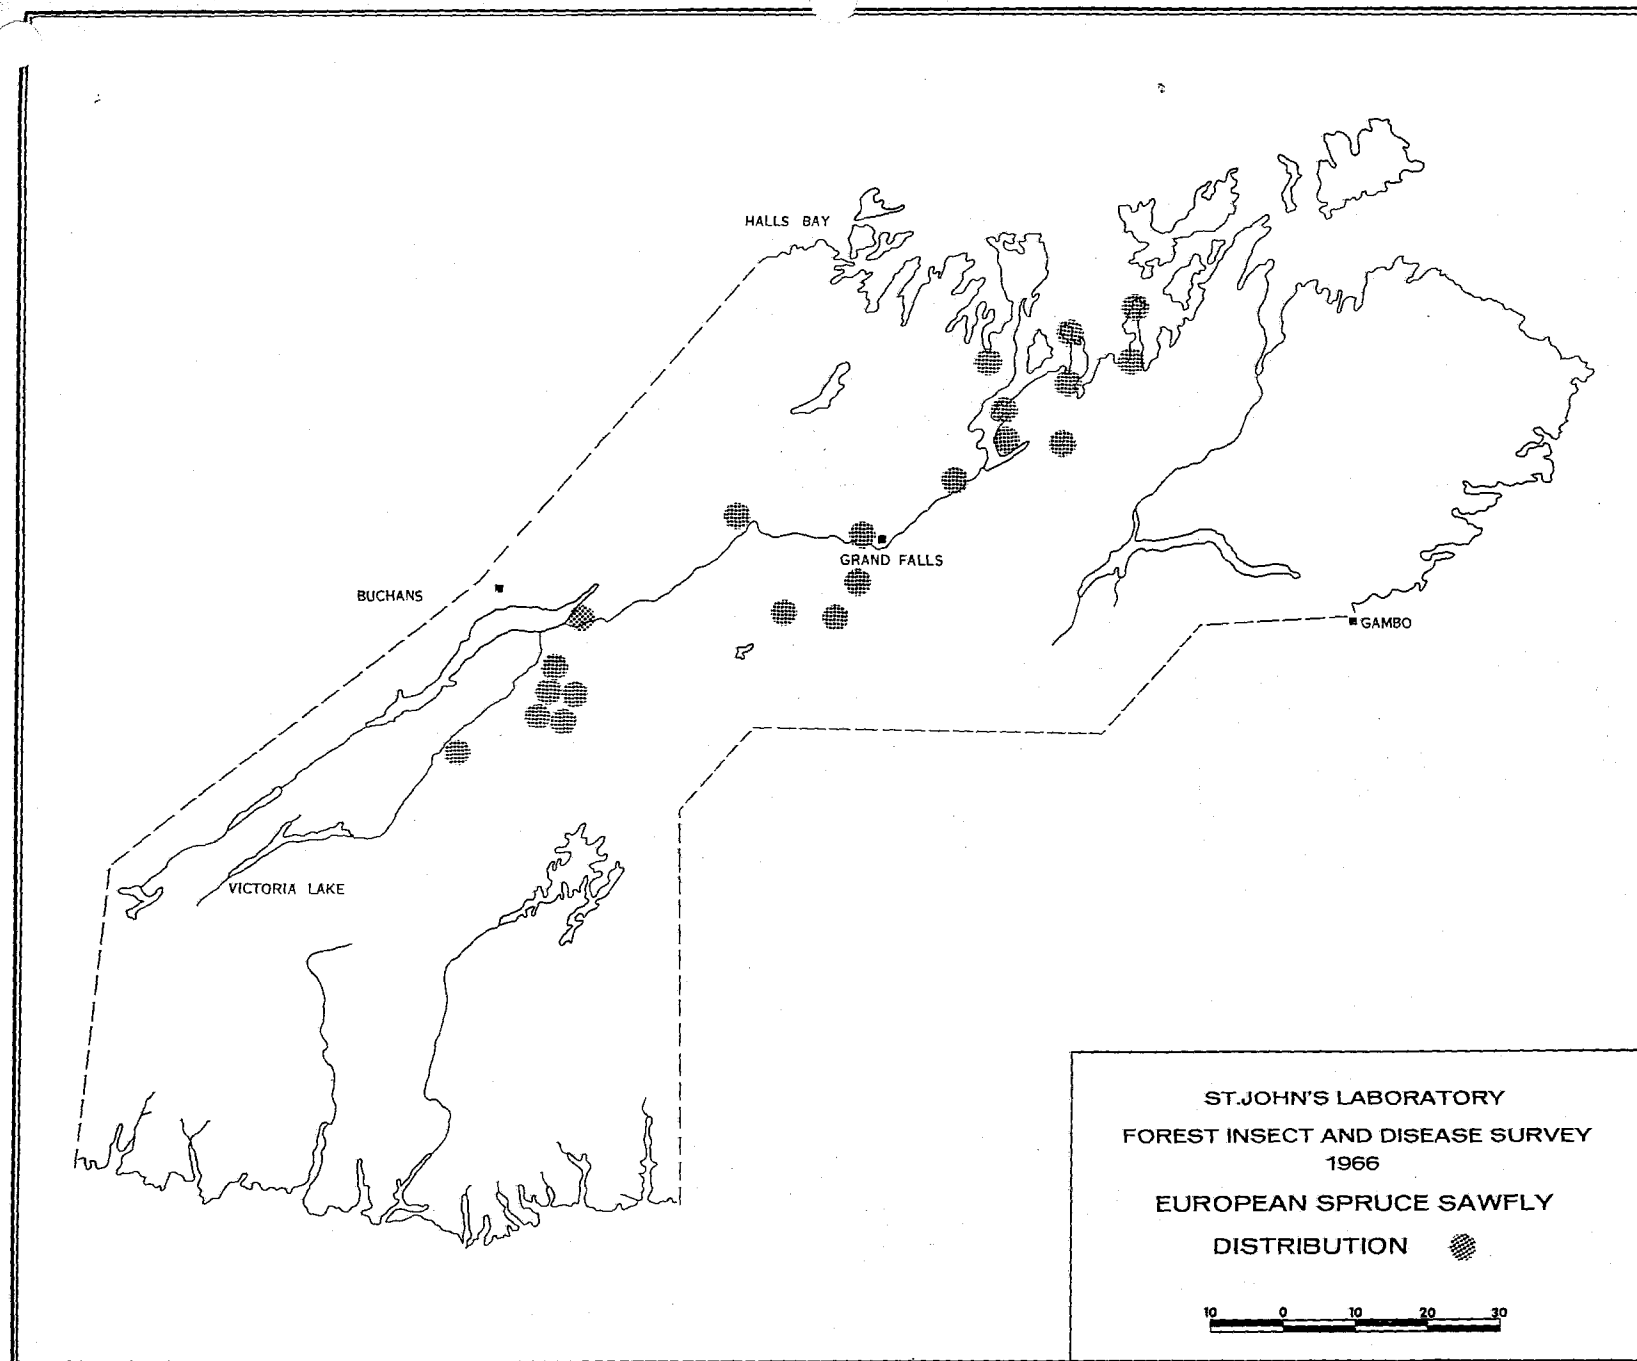 HALLS BAY
GRAND FALLS
BUCHANS
GAMBO
VICTORIA LAKE
ST.JOHN'S LABORATORY
FOREST INSECT AND DISEASE SURVEY
1966
EUROPEAN SPRUCE SAWFLY
DISTRIBUTION
10 0 10 20 30